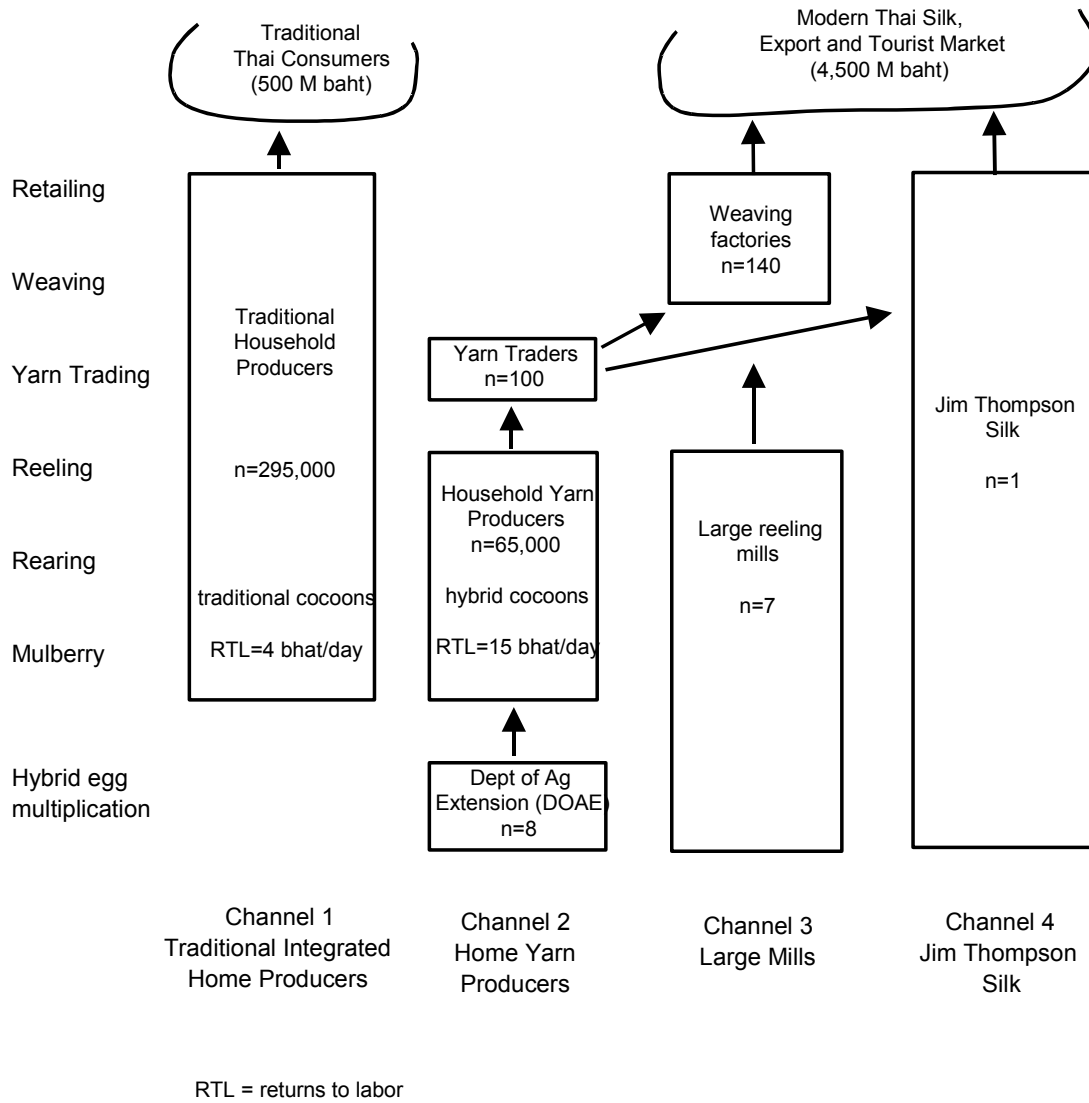 Traditional
Thai Consumers
(500 M baht)
Modern Thai Silk,
Export and Tourist Market
(4,500 M baht)
Retailing
Weaving
Yarn Trading
Reeling
Rearing
Mulberry
Hybrid egg
multiplication
Traditional
Household
Producers
n=295,000
traditional cocoons
RTL=4 bhat/day
Yarn Traders
n=100
Household Yarn
Producers
n=65,000
hybrid cocoons
RTL=15 bhat/day
Dept of Ag
Extension (DOAE)
n=8
Weaving
factories
n=140
Large reeling
mills
n=7
Jim Thompson
Silk
n=1
Channel 1
Traditional Integrated
Home Producers
Channel 2
Home Yarn
Producers
Channel 3
Large Mills
Channel 4
Jim Thompson
Silk
RTL = returns to labor